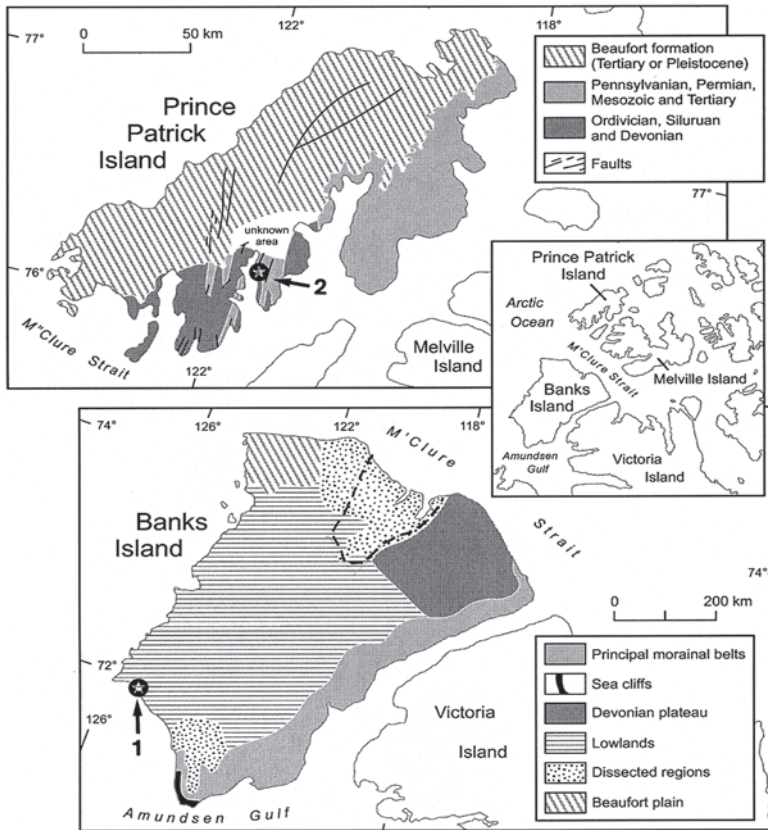 77°
0
50 km
122°
118°
Beaufort formation
(Tertiary or Pleistocene)
Pennsylvanian, Permian,
Mesozoic and Tertiary
Ordivician, Siluruan
and Devonian
Faults
Prince
Patrick
Island
77°
unknown
area
76°
2
M"Clure Strait
122°
Melville
Island
Prince Patrick
Island
Arctic
Ocean
M'Clure Strait
Melville Island
Banks
Island
Amundsen
Gulf
Victoria
Island
74°
126°
122°
118°
M'Clure
Strait
Banks
Island
74°
0
200 km
72°
126°
1
Victoria
Island
Amundsen Gulf
Principal morainal belts
Sea cliffs
Devonian plateau
Lowlands
Dissected regions
Beaufort plain